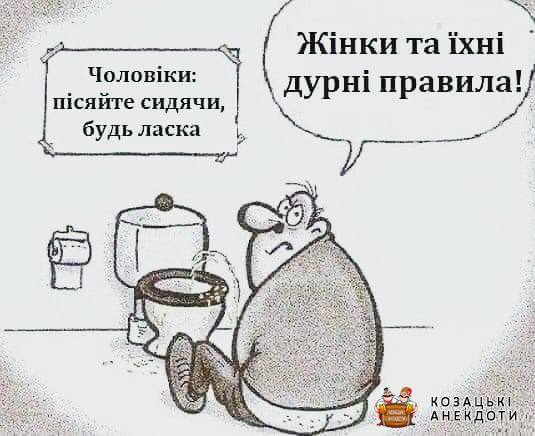 Чоловіки:
пісяйте сидячи,
будь ласка
Жінки та їхні
дурні правила!
КОЗАЦЬКІ
АНЕКДОТИ